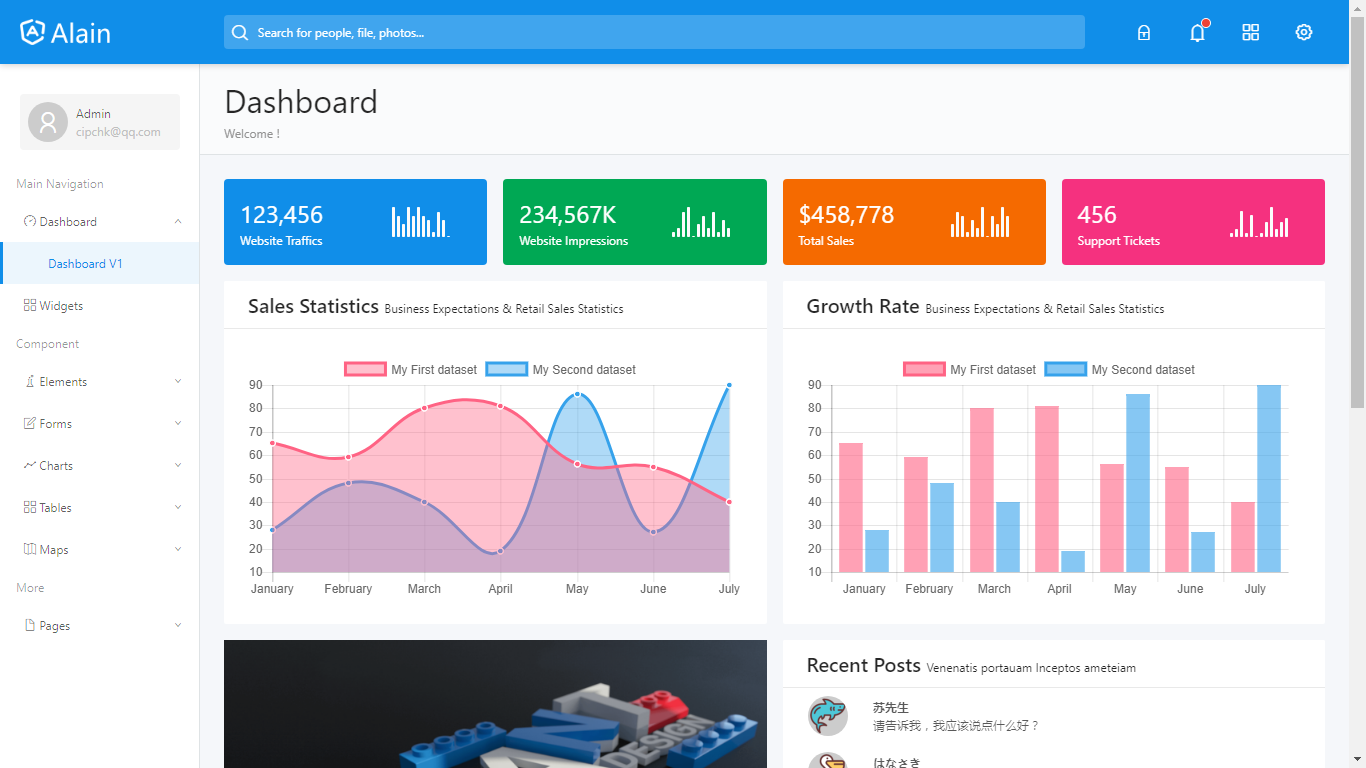 Alain
Search for people, file, photos...
Admin
cipchk@qq.com
Main Navigation
Dashboard
Dashboard V1
Widgets
Component
Elements
Forms
Charts
Tables
Maps
More
Pages
Dashboard
Welcome !
123,456
Website Traffics
234,567K
Website Impressions
$458,778
Total Sales
456
Support Tickets
Sales Statistics Business Expectations & Retail Sales Statistics
My First dataset My Second dataset
90
80
70
60
50
40
30
20
10
January February March April May June July
Growth Rate Business Expectations & Retail Sales Statistics
My First dataset My Second dataset
90
80
70
60
50
40
30
20
10
January February March April May June July
ANT
DESIGN
Recent Posts Venenatis portauam Inceptos ameteiam
苏先生
请告诉我，我应该说点什么好？
はなさき